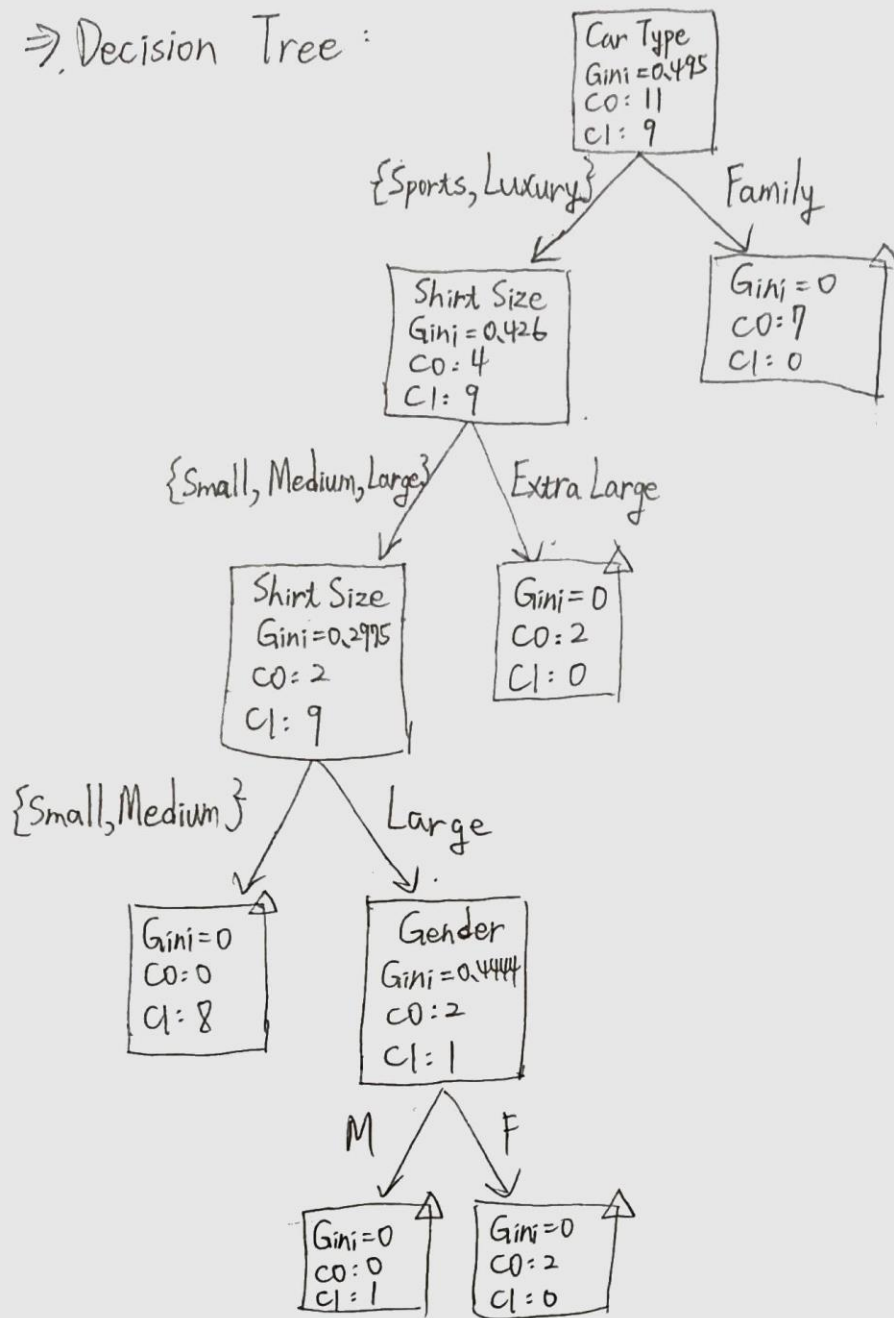 ⇒ Decision Tree :
Car Type
Gini = 0.495
C0: 11
C1: 9
{Sports, Luxury}
Family
Shirt Size
Gini = 0.426
C0: 4
C1: 9
Gini = 0
C0: 7
C1: 0
{Small, Medium, Large}
Extra Large
Shirt Size
Gini = 0.2975
C0: 2
C1: 9
Gini = 0
C0: 2
C1: 0
{Small, Medium}
Large
Gini = 0
C0: 0
C1: 8
Gender
Gini = 0.4444
C0: 2
C1: 1
M
F
Gini = 0
C0: 0
C1: 1
Gini = 0
C0: 2
C1: 0